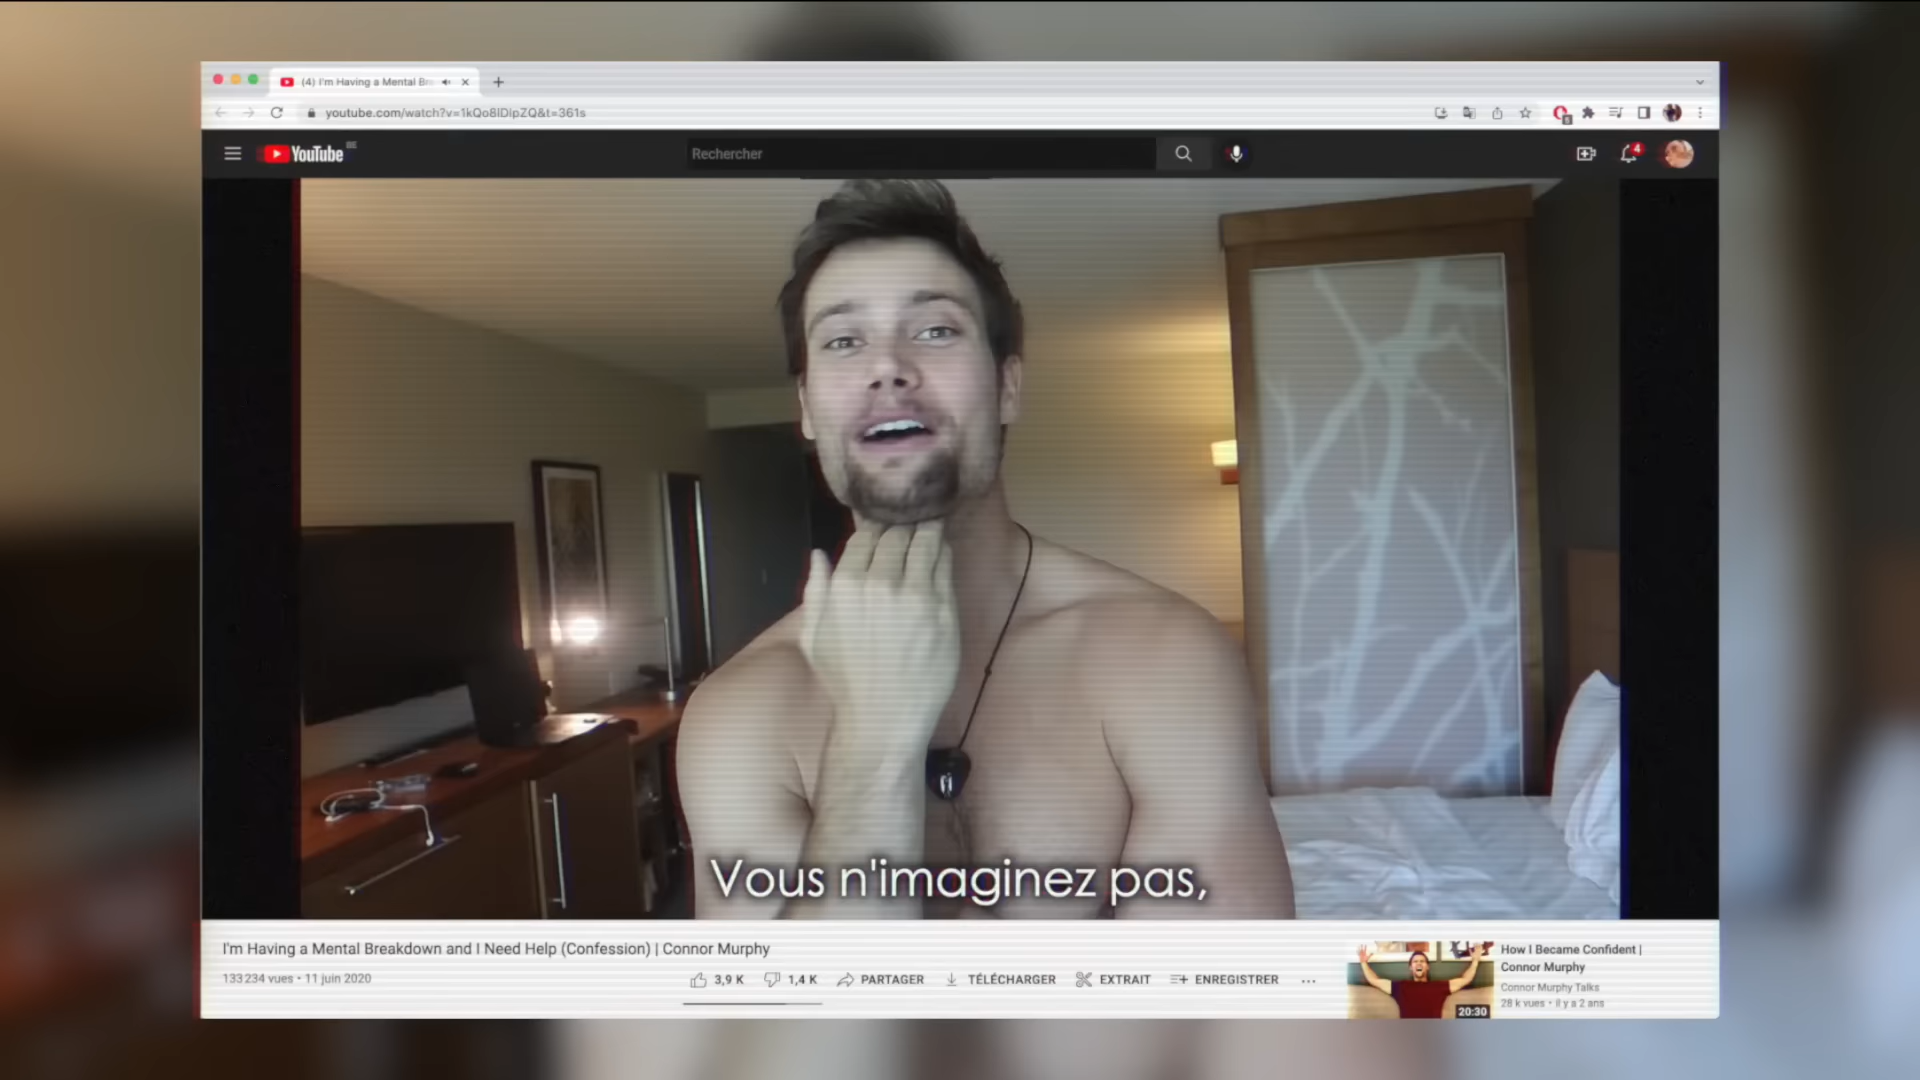 (4) I'm Having a Mental Br
youtube.com/watch?v=1kQo8IDlpZQ&t=361s
YouTube
Rechercher
4
Vous n'imaginez pas,
I'm Having a Mental Breakdown and I Need Help (Confession) | Connor Murphy
133 234 vues • 11 juin 2020
3,9 K
1,4 K
PARTAGER
TÉLÉCHARGER
EXTRAIT
ENREGISTRER
20:30
How I Became Confident |
Connor Murphy
Connor Murphy Talks
28 k vues • il y a 2 ans